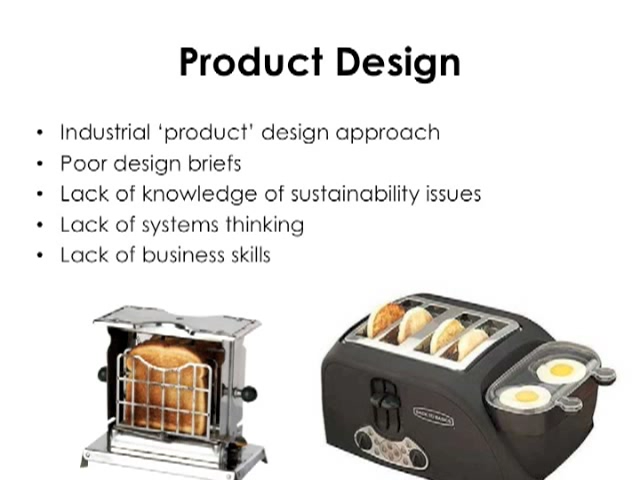 Product Design
• Industrial ‘product’ design approach
• Poor design briefs
• Lack of knowledge of sustainability issues
• Lack of systems thinking
• Lack of business skills